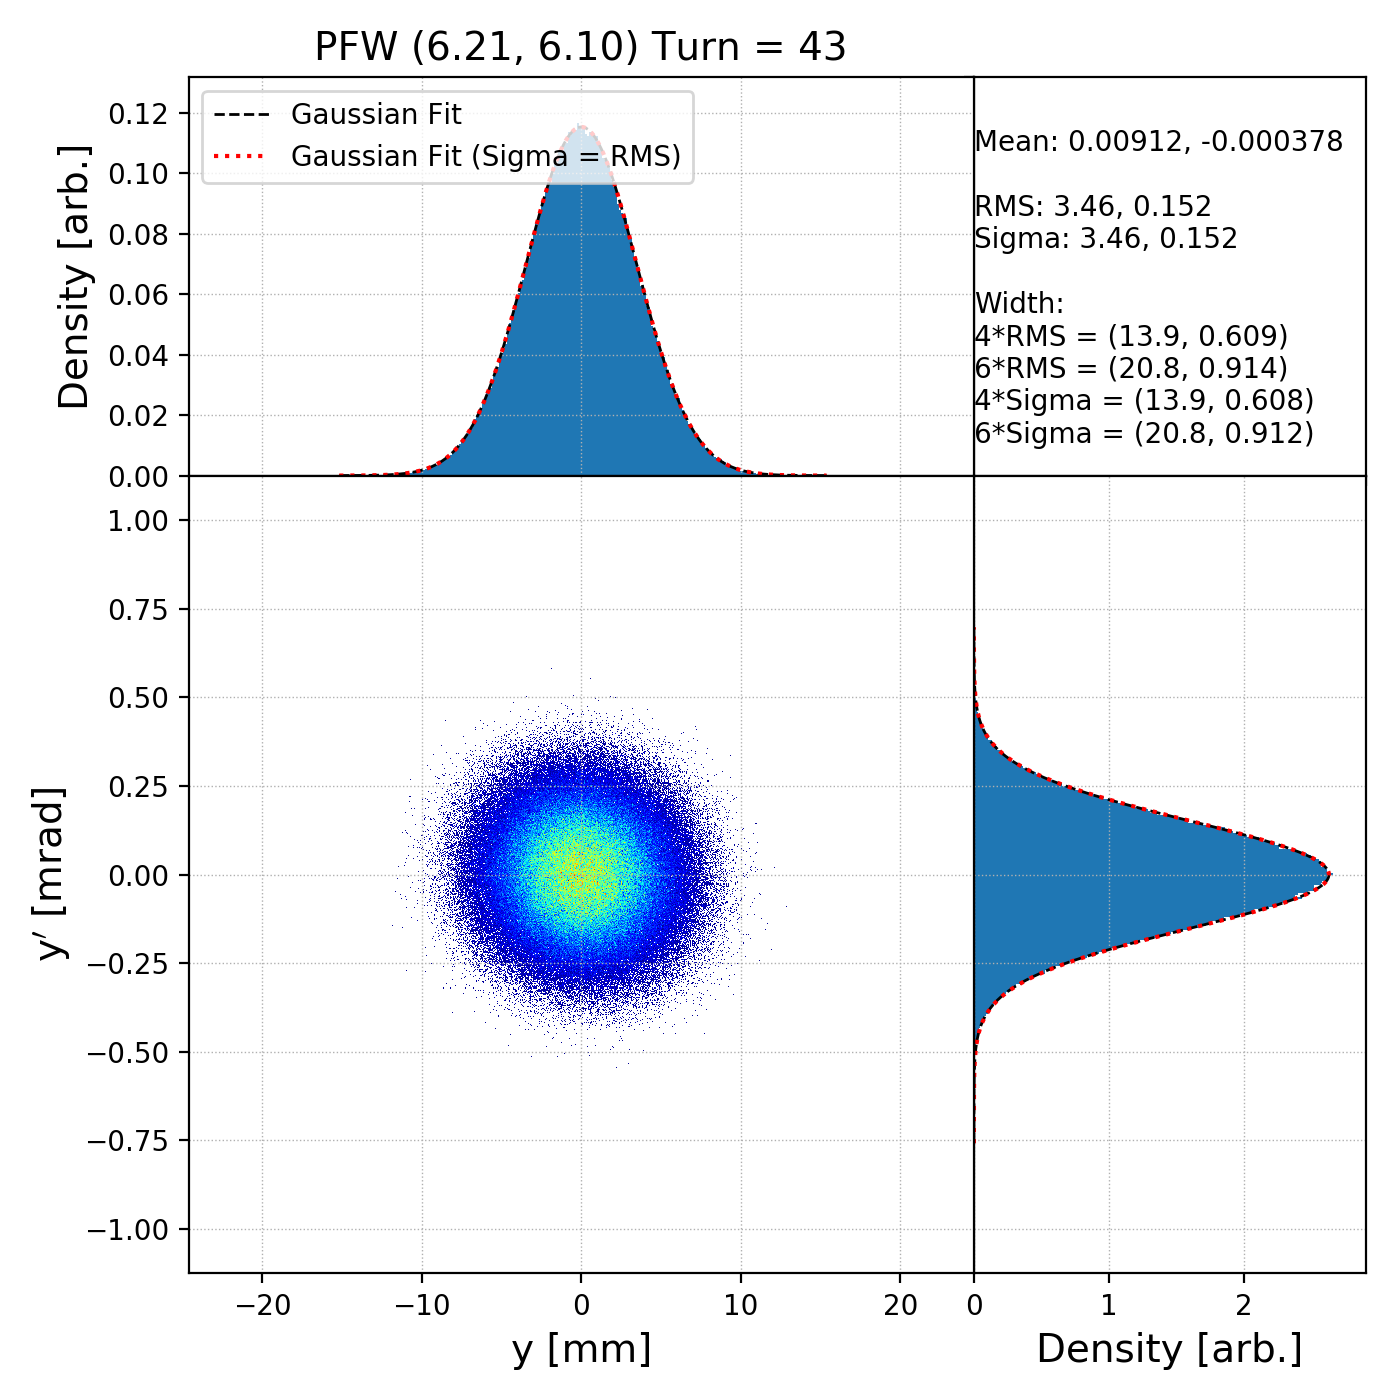 PFW (6.21, 6.10) Turn = 43
Gaussian Fit
Gaussian Fit (Sigma = RMS)
Density [arb.]
0.12
0.10
0.08
0.06
0.04
0.02
0.00
Mean: 0.00912, -0.000378
RMS: 3.46, 0.152
Sigma: 3.46, 0.152
Width:
4*RMS = (13.9, 0.609)
6*RMS = (20.8, 0.914)
4*Sigma = (13.9, 0.608)
6*Sigma = (20.8, 0.912)
y′ [mrad]
1.00
0.75
0.50
0.25
0.00
−0.25
−0.50
−0.75
−1.00
−20 −10 0 10 20
y [mm]
0 1 2
Density [arb.]